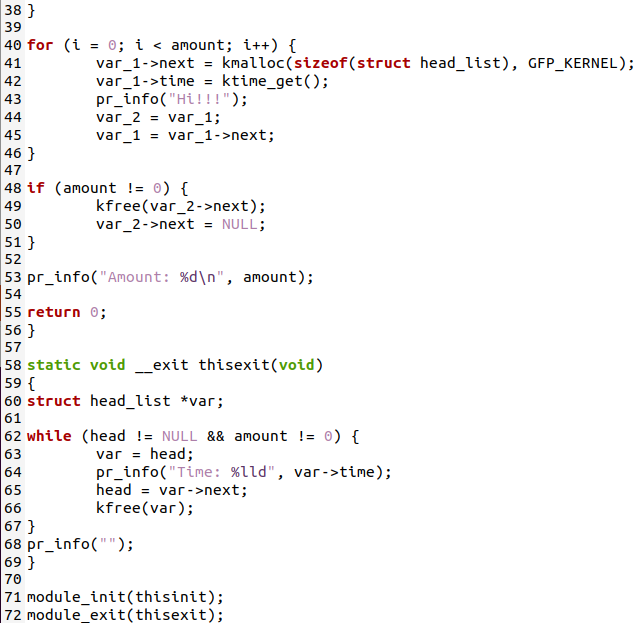 38 }
39
40 for (i = 0; i < amount; i++) {
41         var_1->next = kmalloc(sizeof(struct head_list), GFP_KERNEL);
42         var_1->time = ktime_get();
43         pr_info("Hi!!!");
44         var_2 = var_1;
45         var_1 = var_1->next;
46 }
47
48 if (amount != 0) {
49         kfree(var_2->next);
50         var_2->next = NULL;
51 }
52
53 pr_info("Amount: %d\n", amount);
54
55 return 0;
56 }
57
58 static void __exit thisexit(void)
59 {
60 struct head_list *var;
61
62 while (head != NULL && amount != 0) {
63         var = head;
64         pr_info("Time: %lld", var->time);
65         head = var->next;
66         kfree(var);
67 }
68 pr_info("");
69 }
70
71 module_init(thisinit);
72 module_exit(thisexit);